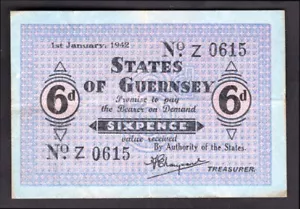 1st January, 1942
No Z 0615
STATES
OF GUERNSEY
6d
6d
Promise to pay
the Bearer on Demand
SIXPENCE
value received
By Authority of the States.
No Z 0615
TREASURER.